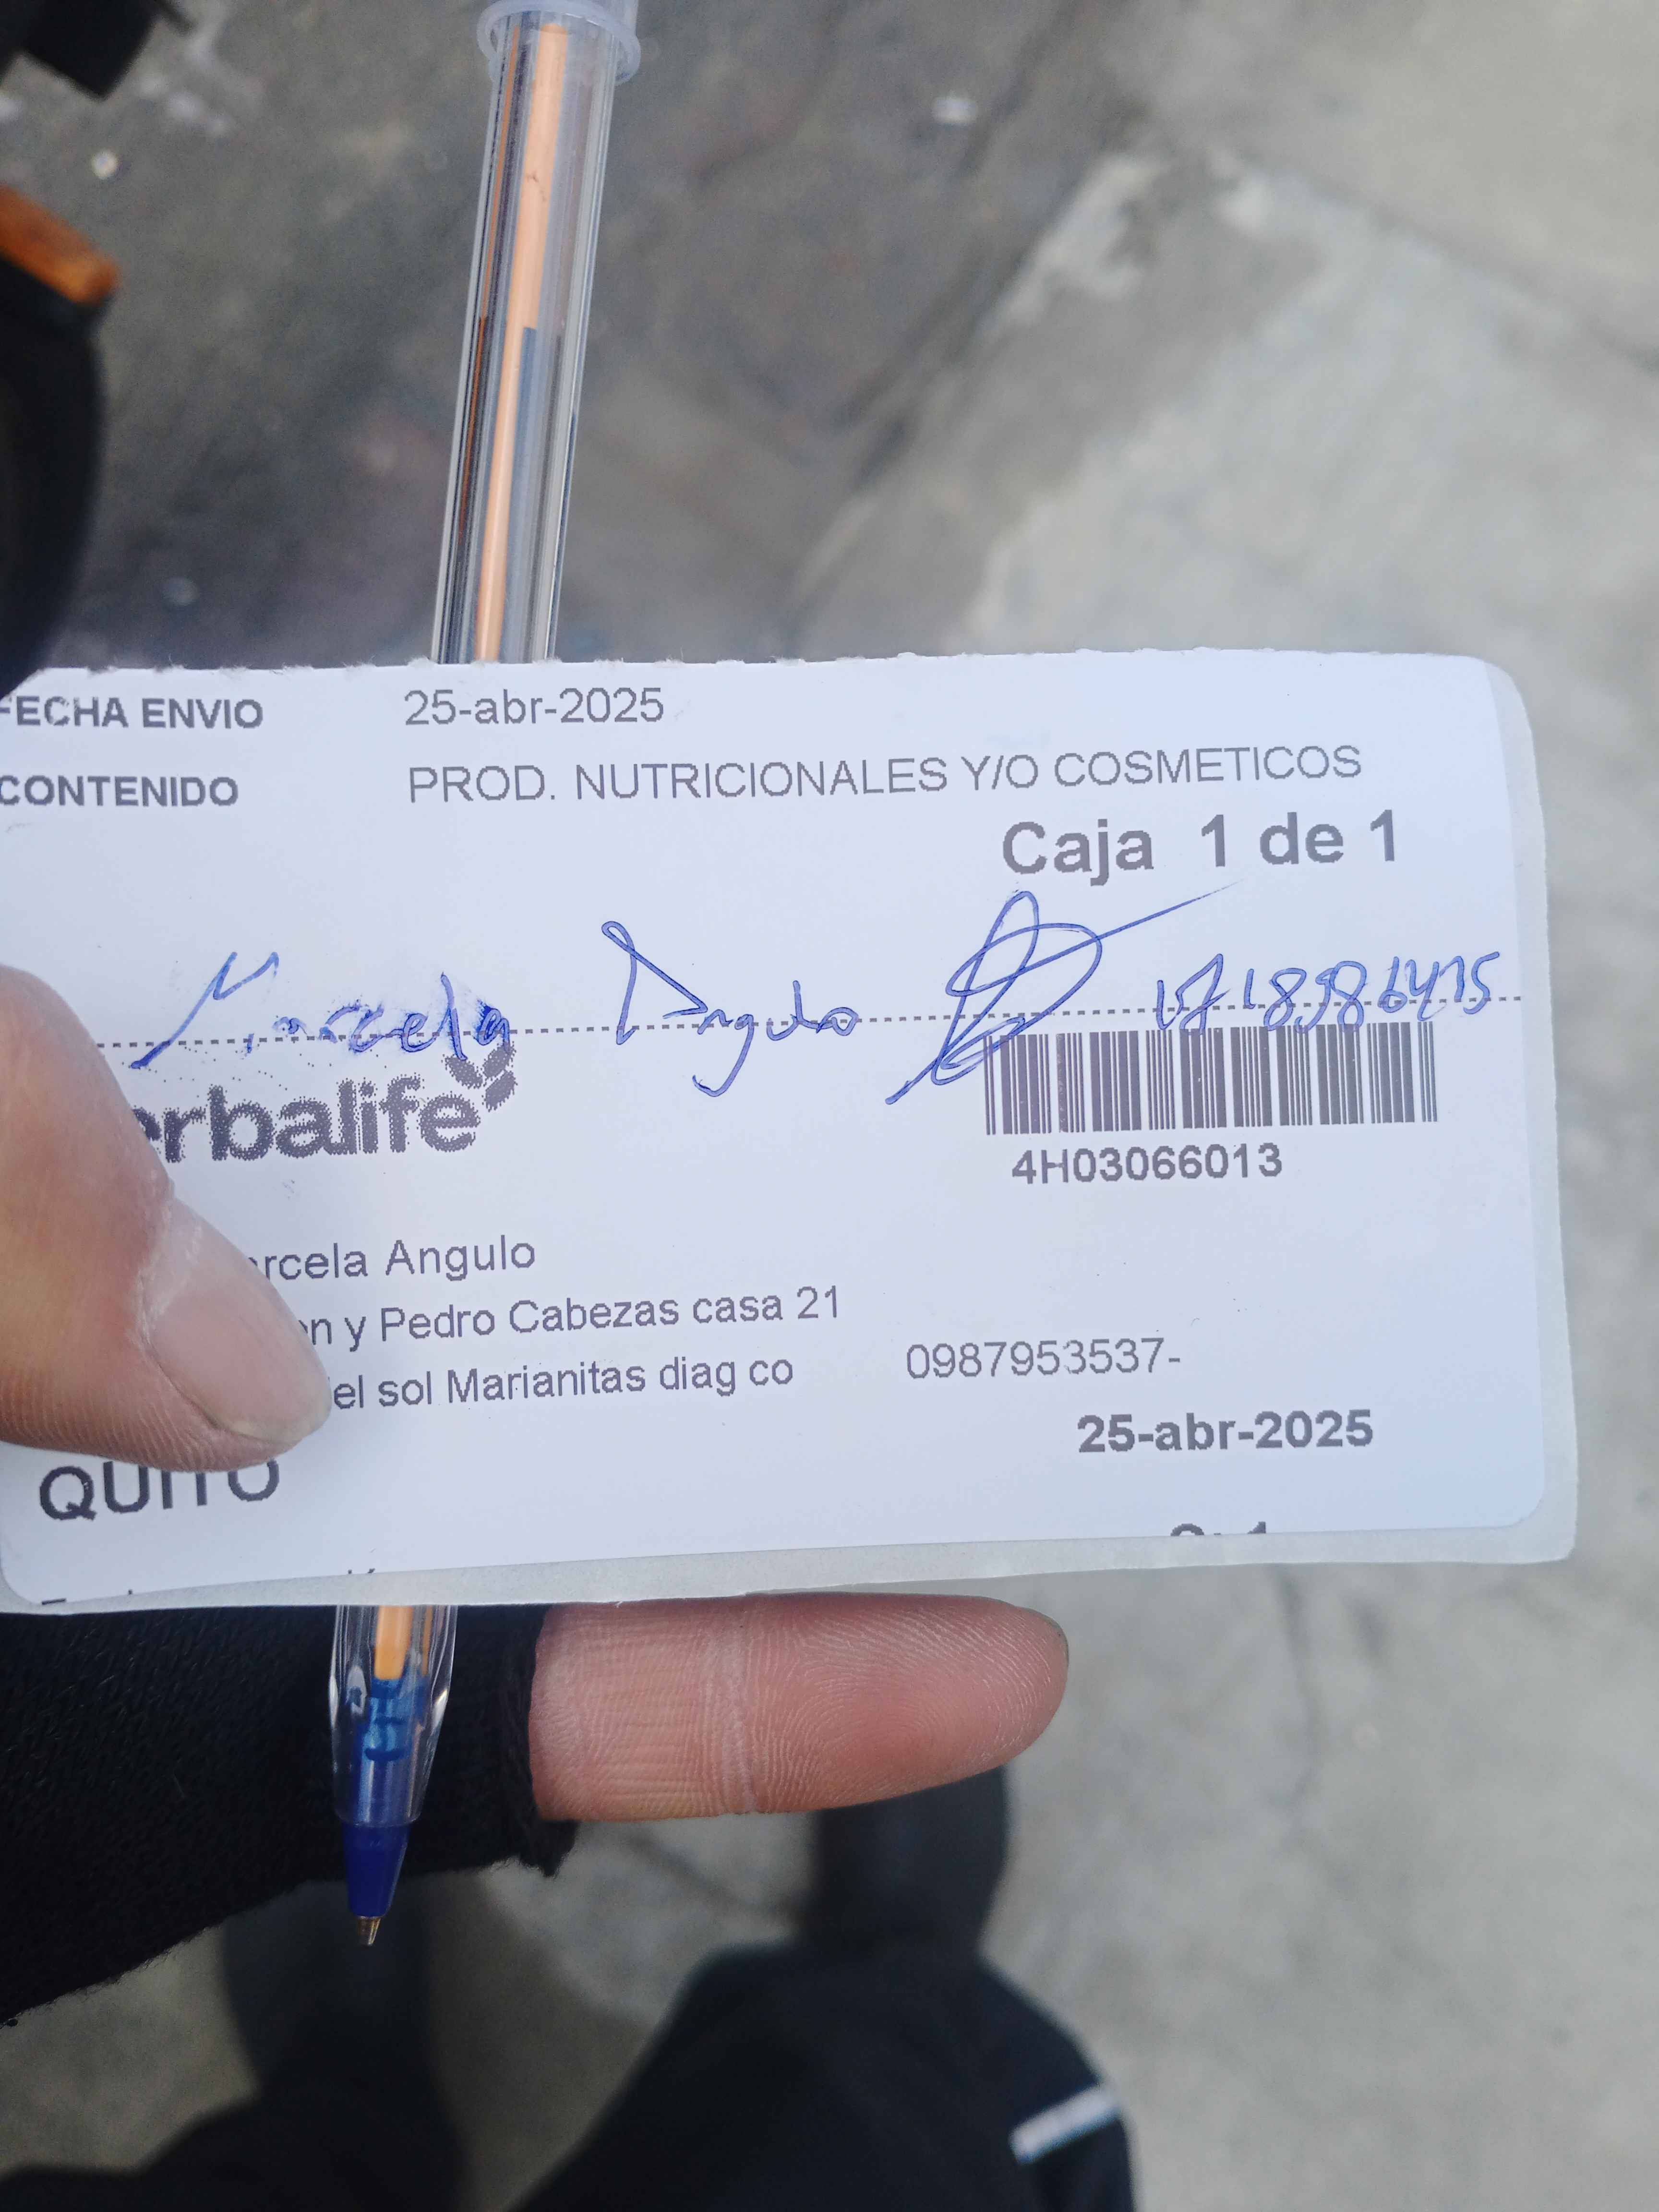 FECHA ENVIO 25-abr-2025
CONTENIDO PROD. NUTRICIONALES Y/O COSMETICOS
Caja 1 de 1
Marcela Angulo
erbalife
4H03066013
rcela Angulo
n y Pedro Cabezas casa 21
el sol Marianitas diag co 0987953537-
25-abr-2025
QUITO